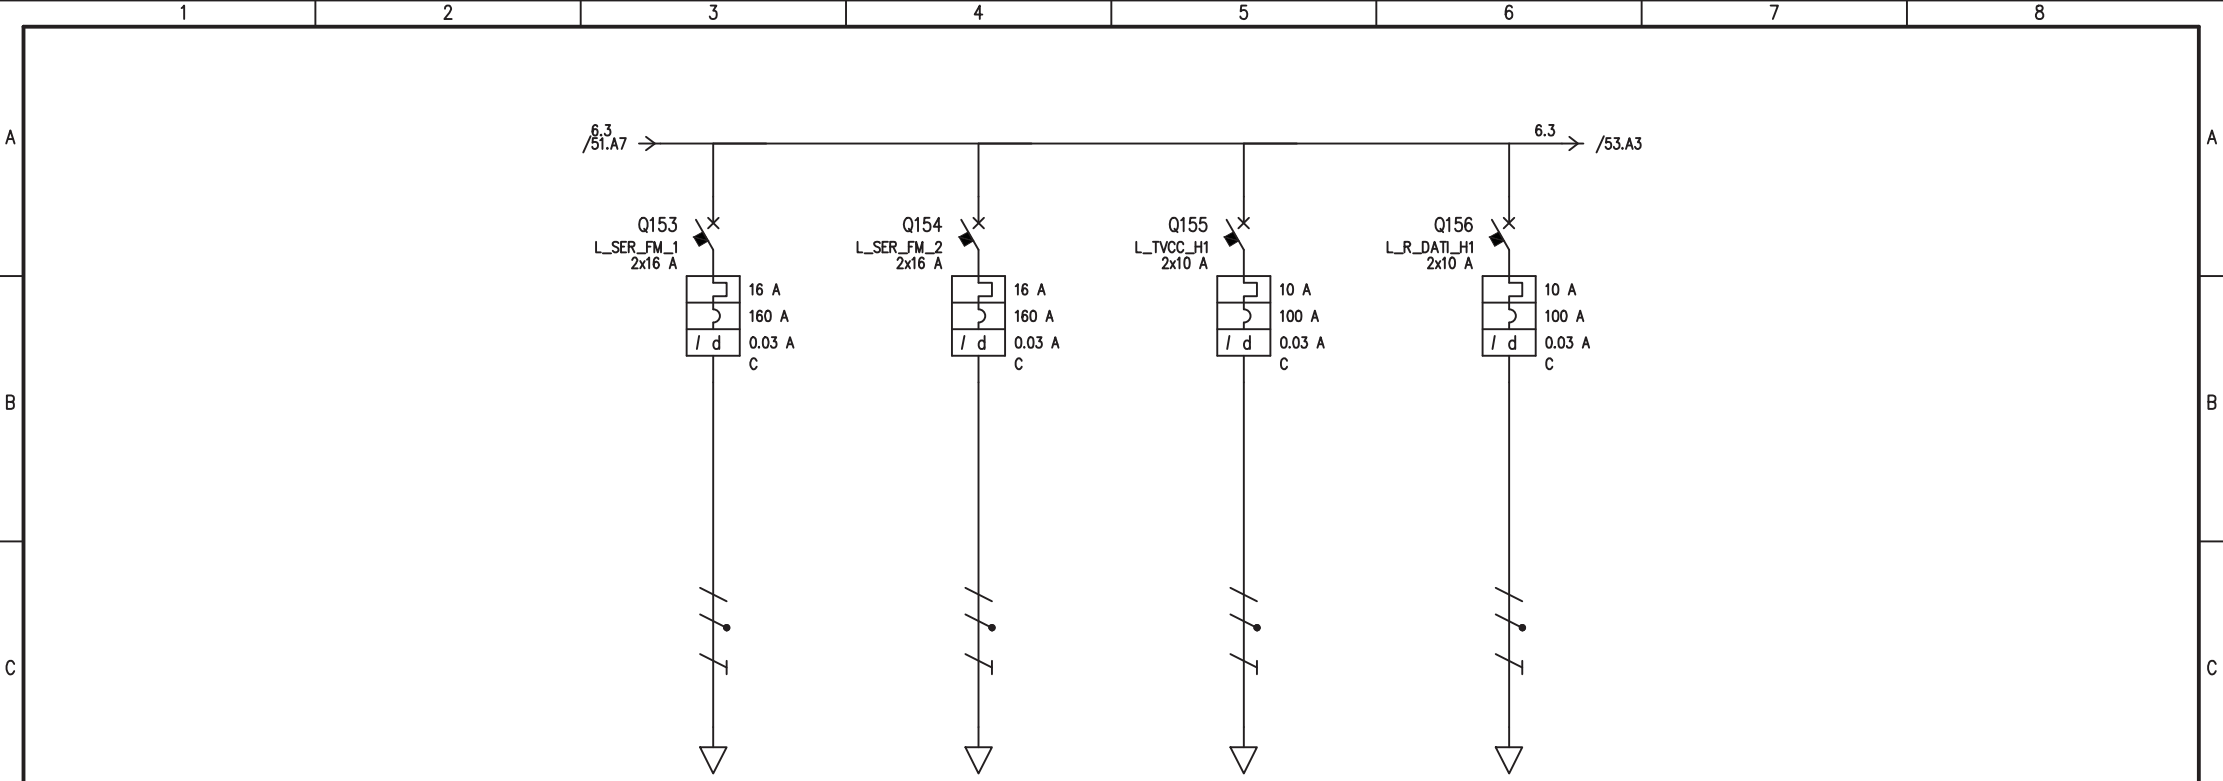 1 2 3 4 5 6 7 8
A A
6.3 6.3
/51.A7 /53.A3
Q153 Q154 Q155 Q156
L_SER_FM_1 L_SER_FM_2 L_TVCC_H1 L_R_DATI_H1
2x16 A 2x16 A 2x10 A 2x10 A
16 A 16 A 10 A 10 A
160 A 160 A 100 A 100 A
I d 0.03 A I d 0.03 A I d 0.03 A I d 0.03 A
C C C C
B B
C C